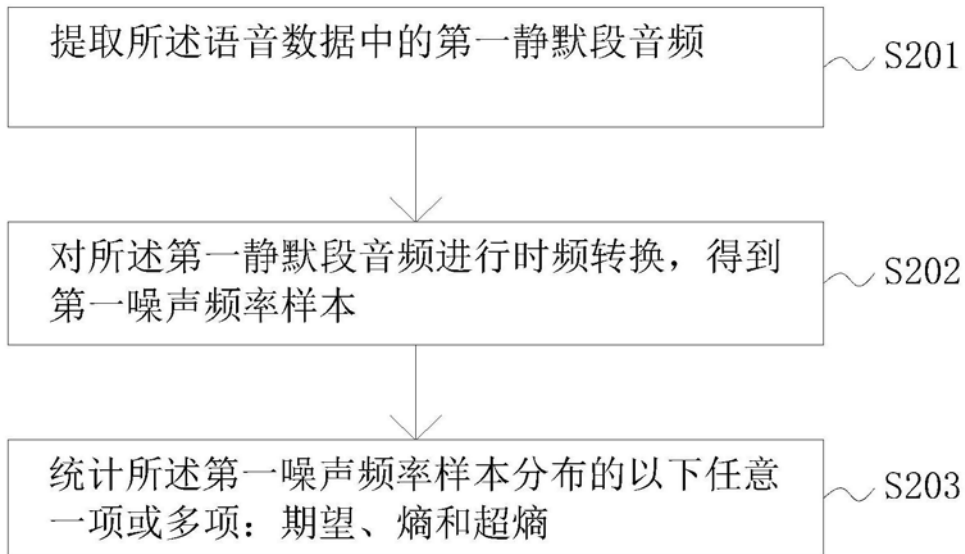 提取所述语音数据中的第一静默段音频
S201
对所述第一静默段音频进行时频转换，得到
第一噪声频率样本
S202
统计所述第一噪声频率样本分布的以下任意
一项或多项：期望、熵和超熵
S203